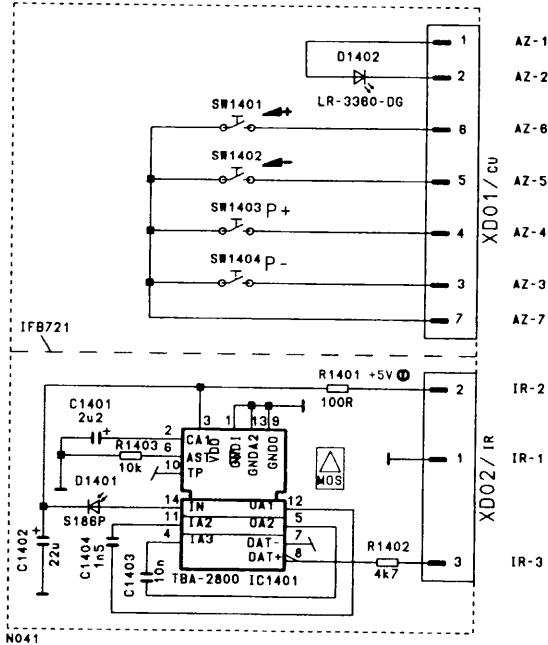 1 AZ-1
D1402
2 AZ-2
LR-3380-DG
SW1401 +
6 AZ-6
SW1402 -
5 AZ-5
SW1403 P+
4 AZ-4
SW1404 P-
3 AZ-3
7 AZ-7
XD01/cu
IFB721
R1401 +5V
100R
2 IR-2
C1401
2u2
3 1 13 9
2 CA1 VDD GNDA2 GNDD
R1403
10k
6 AST
10 TP
MOS
1 IR-1
XD02/IR
D1401
S186P
14 IN OA1 12
11 IA2 OA2 5
4 IA3 DAT- 7
DAT+ 8
C1402
22u
C1404
1n5
C1403
10n
TBA-2800 IC1401
R1402
4k7
3 IR-3
N041